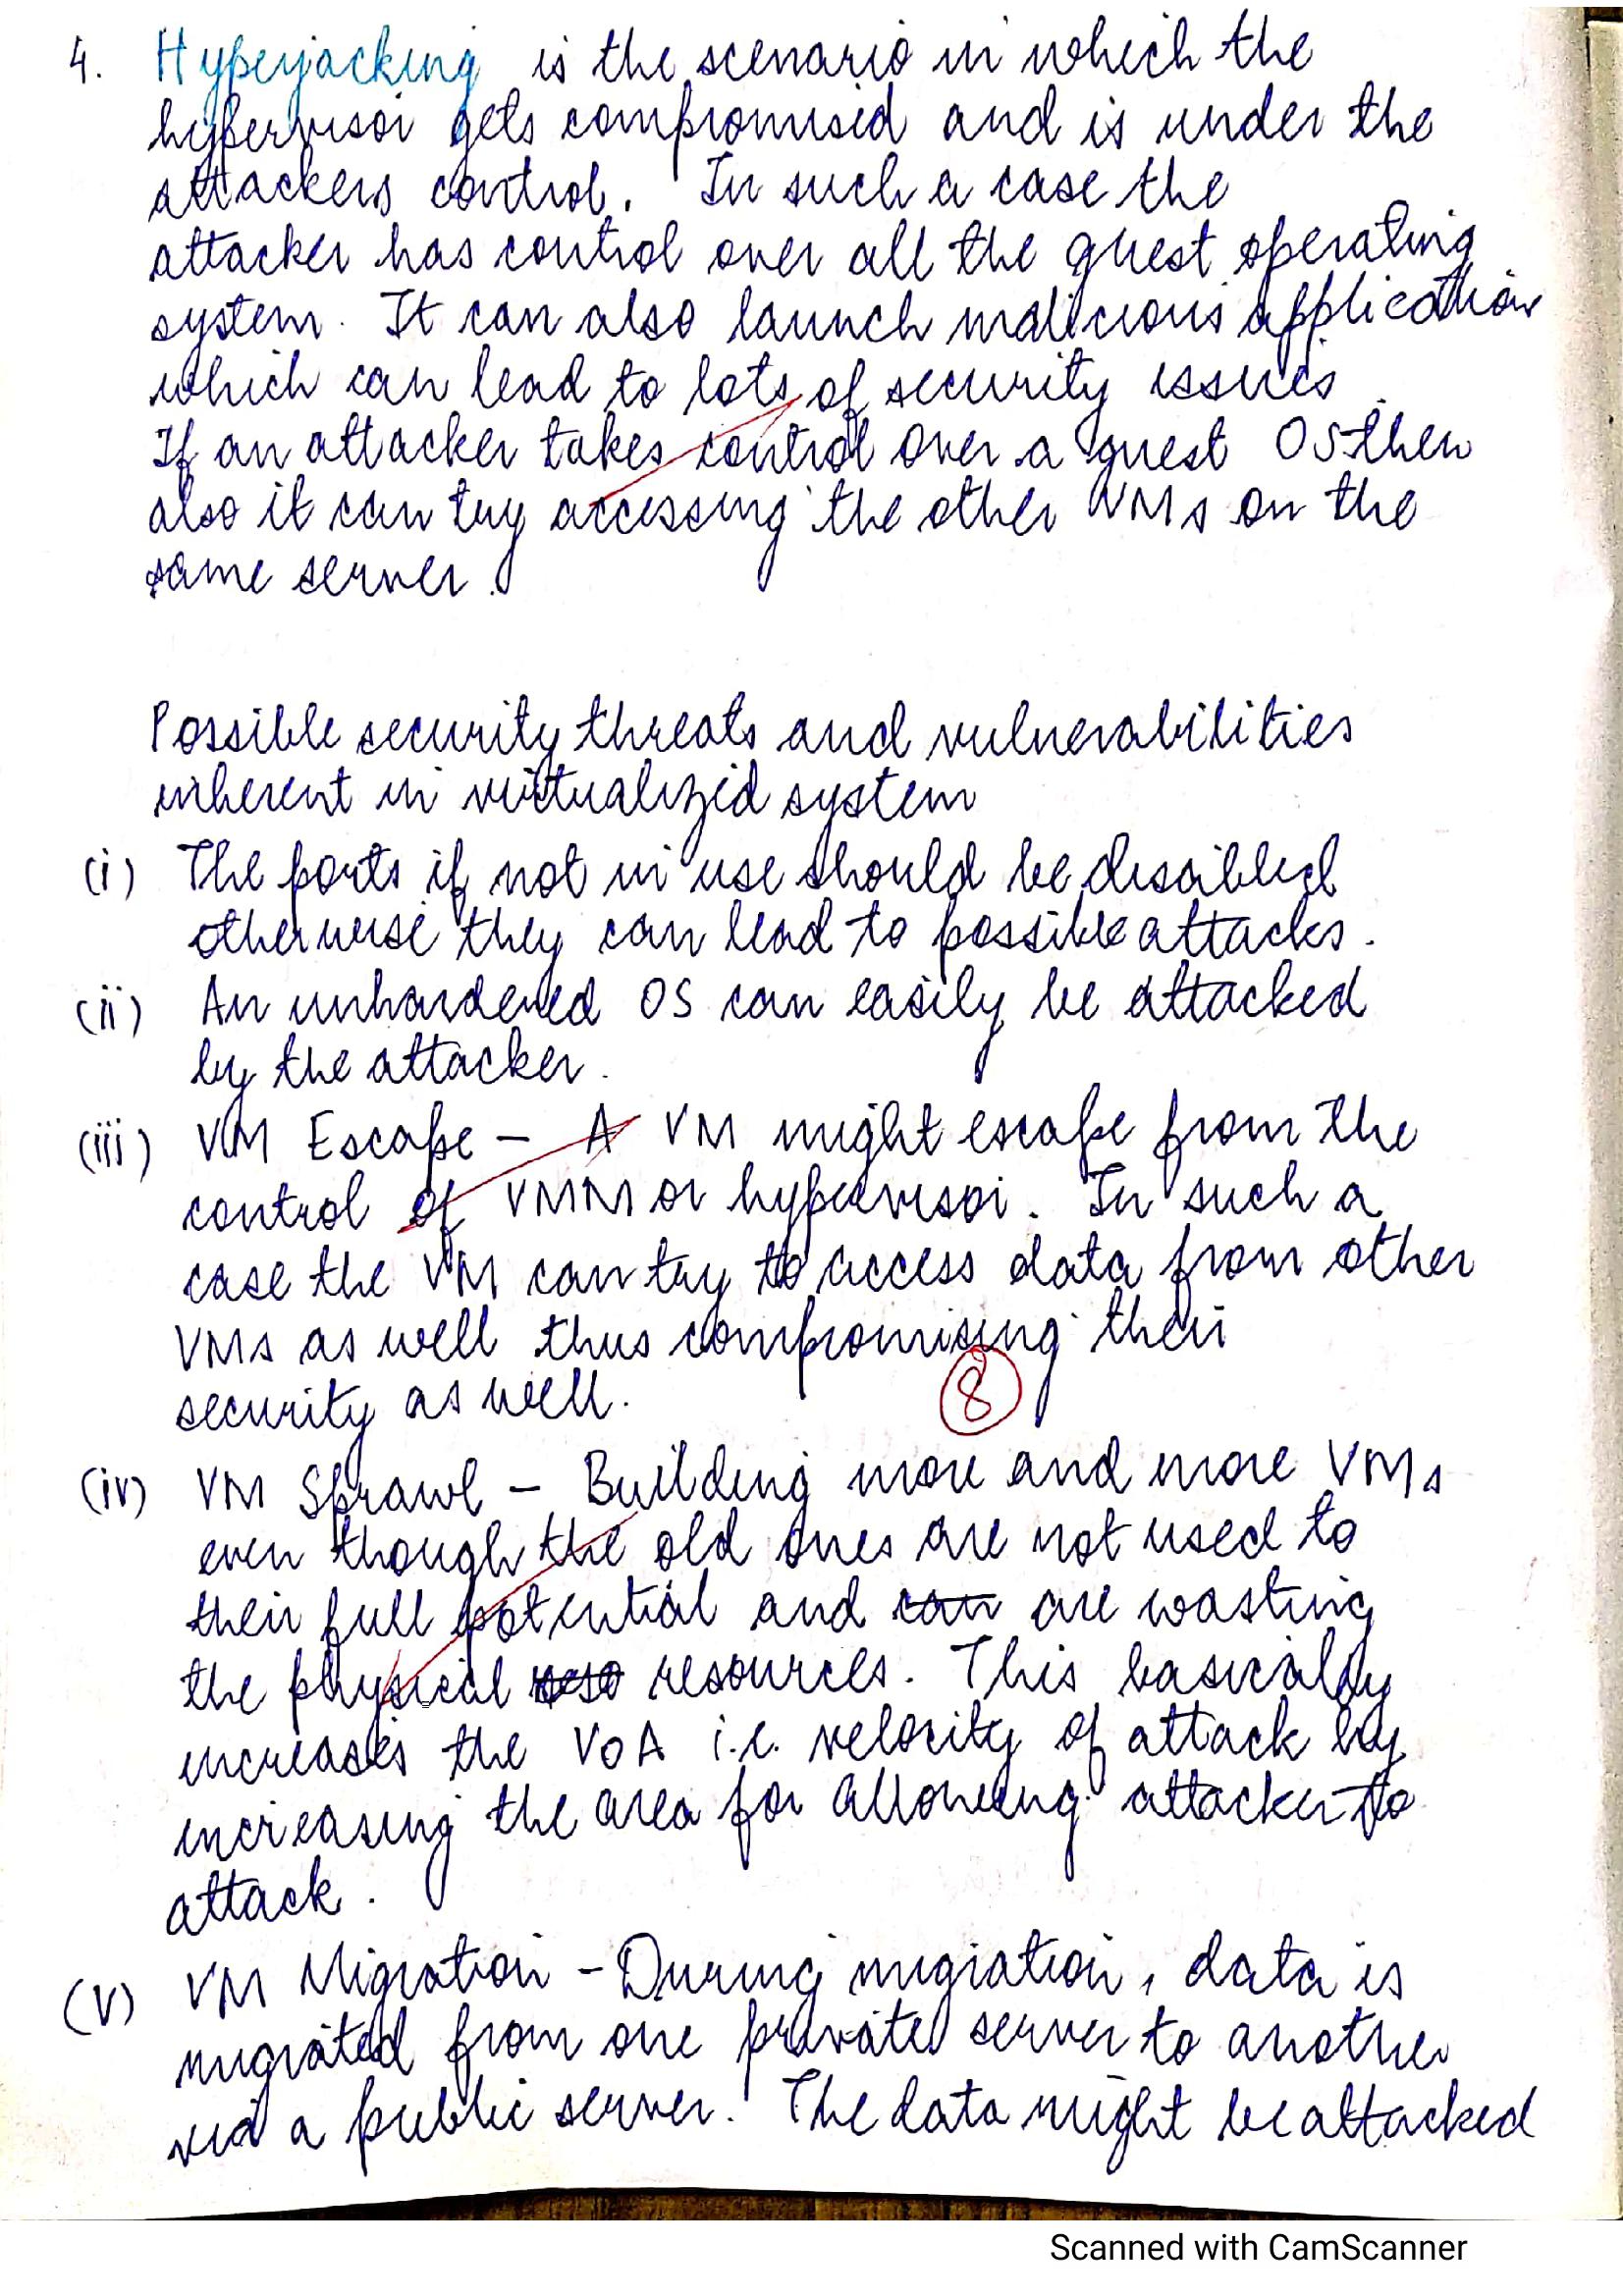 4. Hyperjacking is the scenario in which the
hypervisor gets compromised and is under the
attackers control. In such a case the
attacker has control over all the guest operating
system. It can also launch malicious application
which can lead to lots of security issues.
If an attacker takes control over a guest OS then
also it can try accessing the other VMs on the
same server.
Possible security threats and vulnerabilities
inherent in virtualized system
(i) The ports if not in use should be disabled
otherwise they can lead to possible attacks.
(ii) An unhardened OS can easily be attacked
by the attacker.
(iii) VM Escape - A VM might escape from the
control of VMM or hypervisor. In such a
case the VM can try to access data from other
VMs as well thus compromising their
8
security as well.
(iv) VM Sprawl - Building more and more VMs
even though the old ones are not used to
their full potential and can are wasting
the physical reso resources. This basically
increases the VOA i.e. velocity of attack by
increasing the area for allowing attacker to
attack.
(V) VM Migration - During migration, data is
migrated from one private server to another
via a public server. The data might be attacked
Scanned with CamScanner